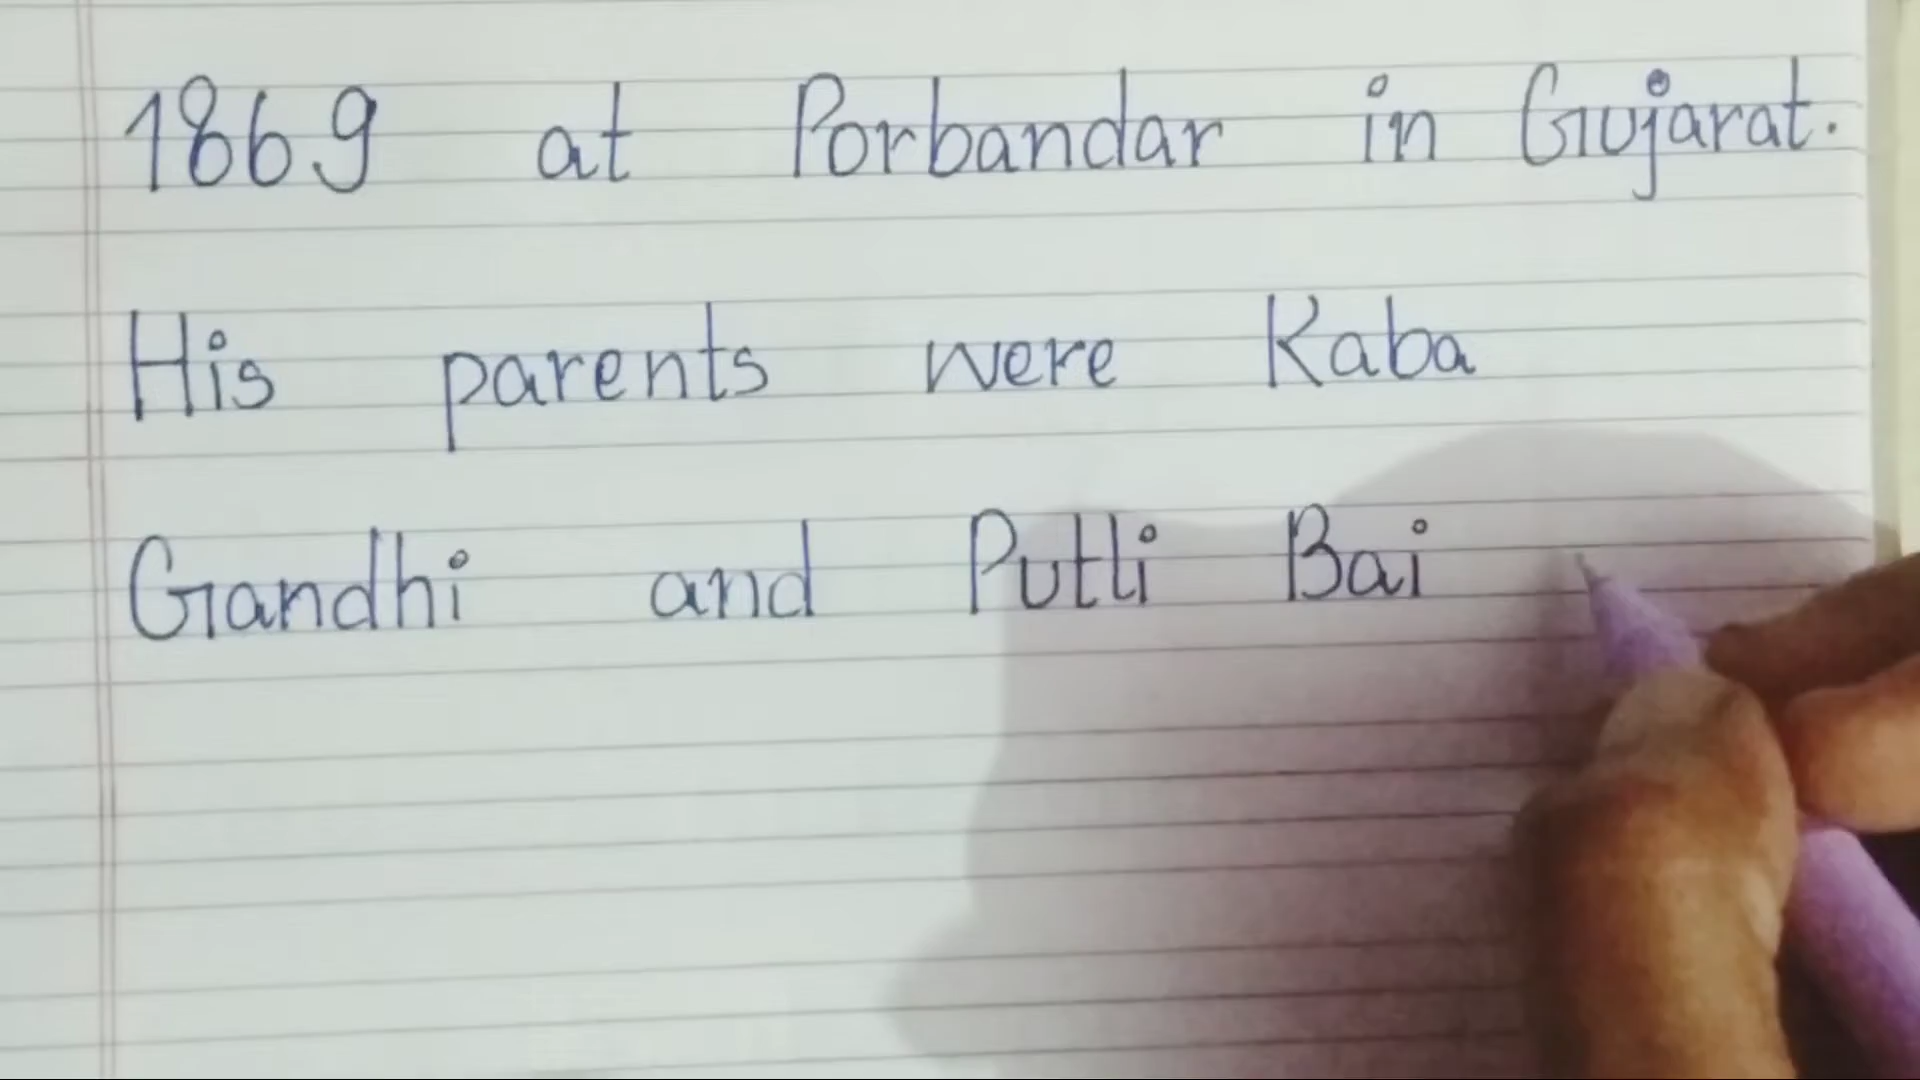 1869 at Porbandar in Gujarat.
His parents were Kaba
Gandhi and Putli Bai